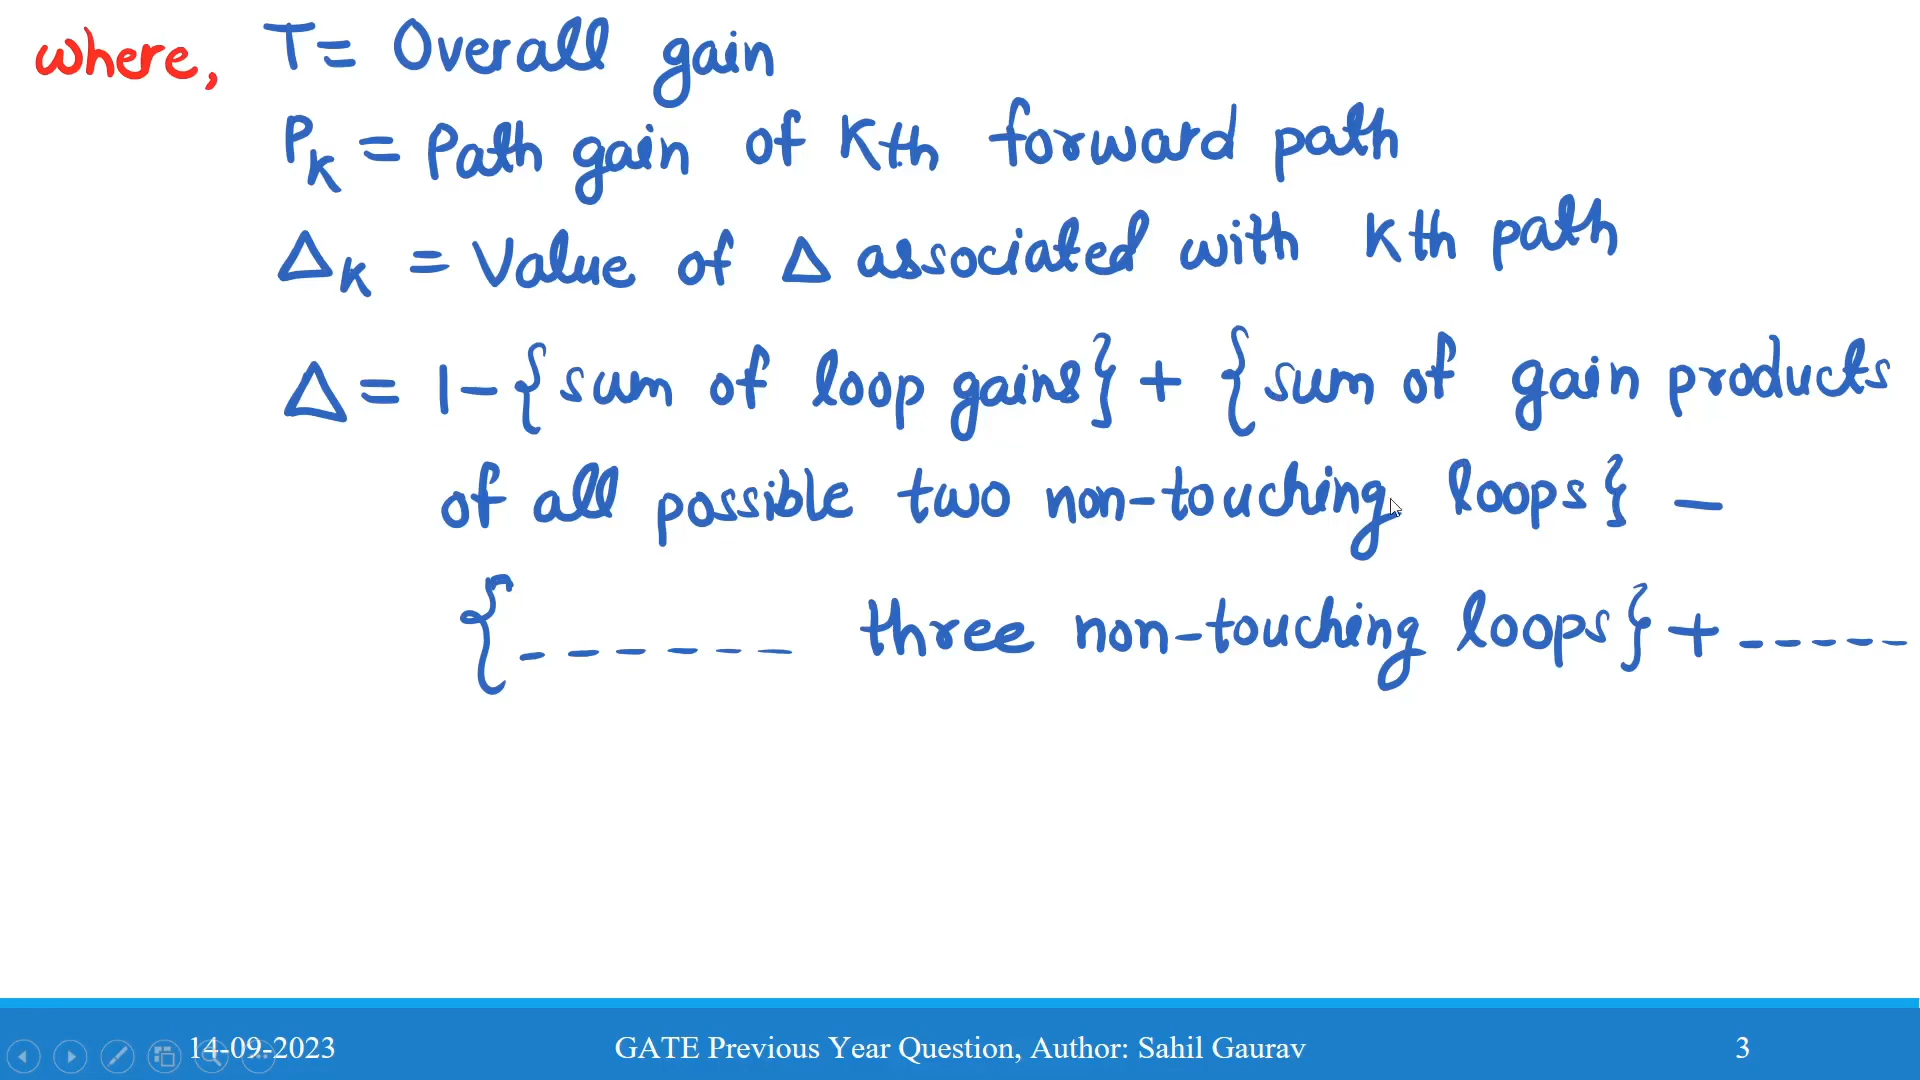 where, T = Overall gain
Pk = Path gain of Kth forward path
Δk = Value of Δ associated with Kth path
Δ = 1 - {sum of loop gains} + {sum of gain products
of all possible two non-touching loops} -
{------- three non-touching loops} + -----
14-09-2023 GATE Previous Year Question, Author: Sahil Gaurav 3